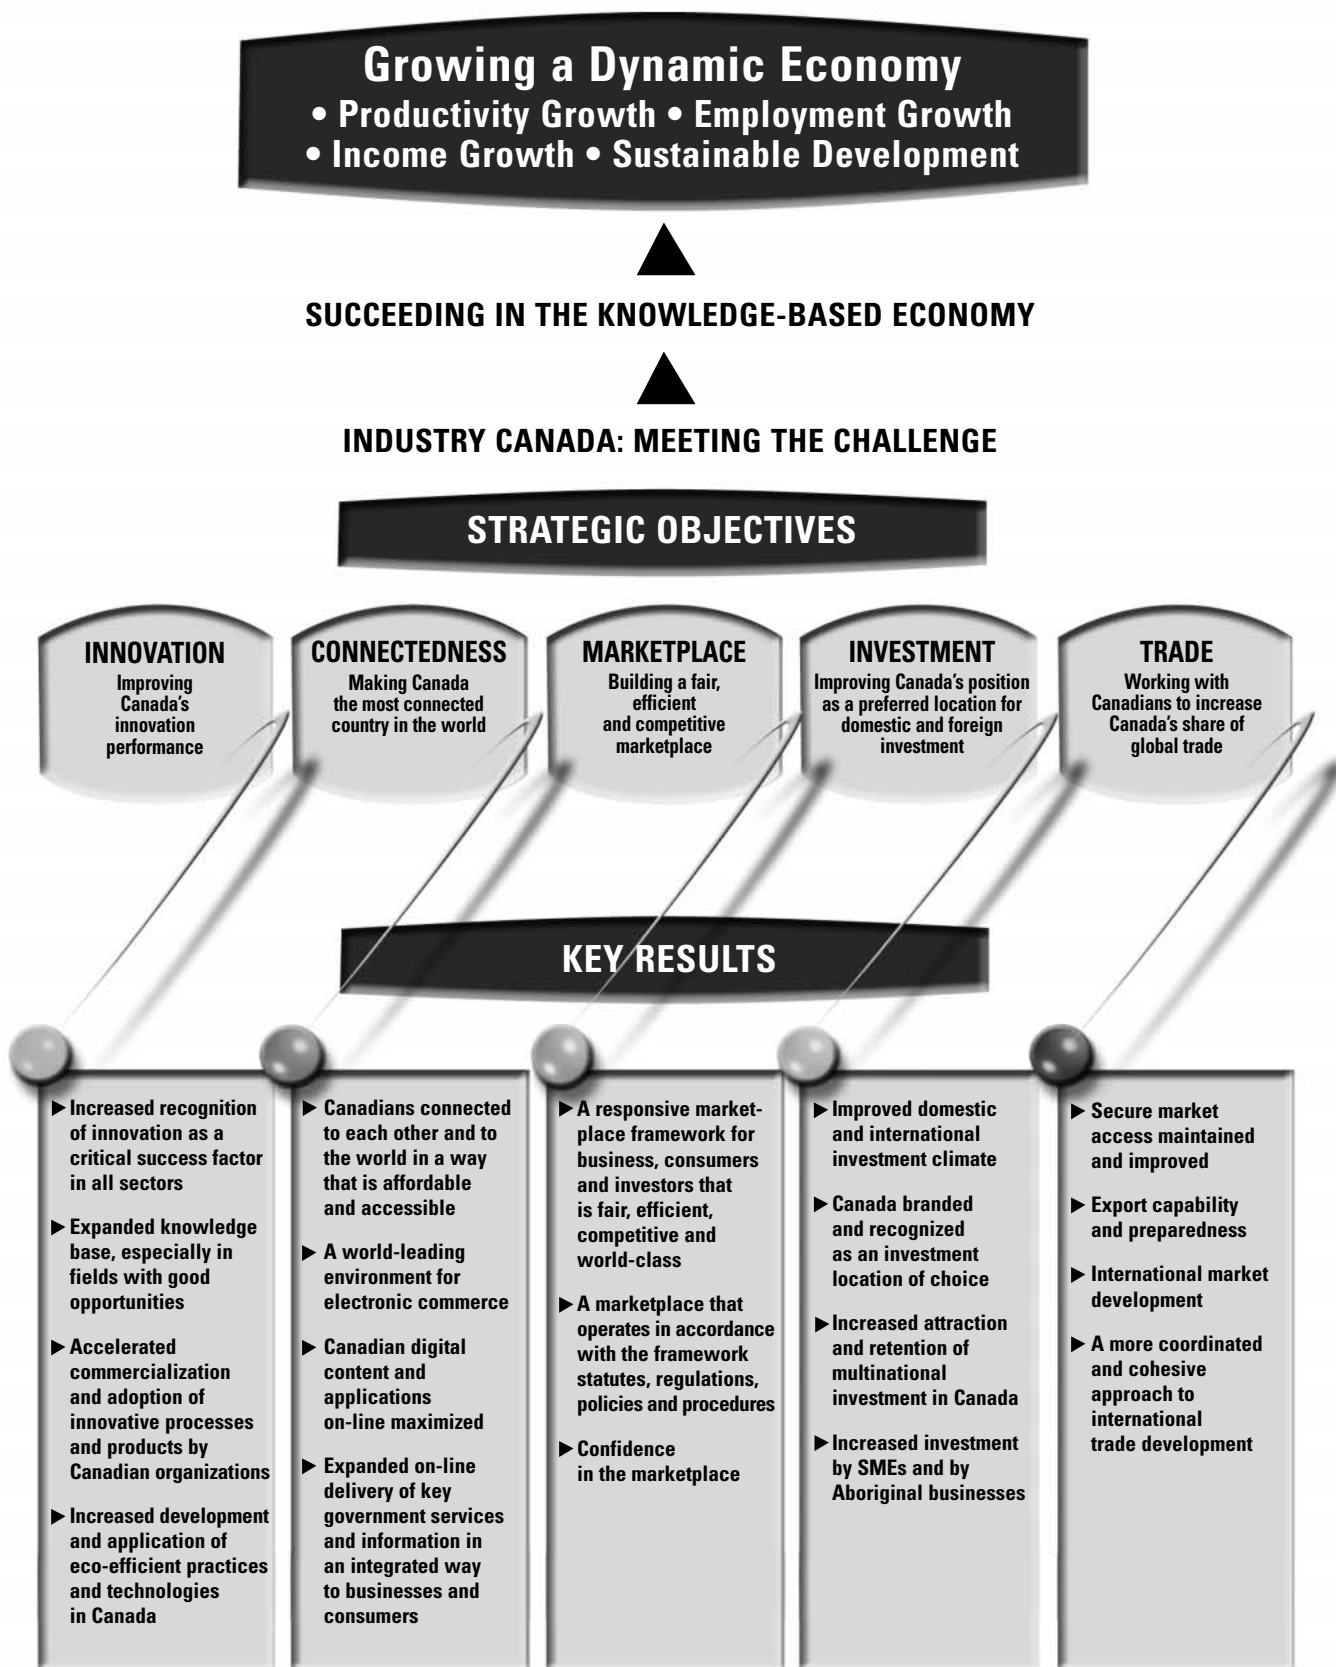 Growing a Dynamic Economy
• Productivity Growth • Employment Growth
• Income Growth • Sustainable Development
SUCCEEDING IN THE KNOWLEDGE-BASED ECONOMY
INDUSTRY CANADA: MEETING THE CHALLENGE
STRATEGIC OBJECTIVES
INNOVATION
Improving
Canada's
innovation
performance
CONNECTEDNESS
Making Canada
the most connected
country in the world
MARKETPLACE
Building a fair,
efficient
and competitive
marketplace
INVESTMENT
Improving Canada's position
as a preferred location for
domestic and foreign
investment
TRADE
Working with
Canadians to increase
Canada's share of
global trade
KEY RESULTS
▶ Increased recognition
of innovation as a
critical success factor
in all sectors
▶ Expanded knowledge
base, especially in
fields with good
opportunities
▶ Accelerated
commercialization
and adoption of
innovative processes
and products by
Canadian organizations
▶ Increased development
and application of
eco-efficient practices
and technologies
in Canada
▶ Canadians connected
to each other and to
the world in a way
that is affordable
and accessible
▶ A world-leading
environment for
electronic commerce
▶ Canadian digital
content and
applications
on-line maximized
▶ Expanded on-line
delivery of key
government services
and information in
an integrated way
to businesses and
consumers
▶ A responsive market-
place framework for
business, consumers
and investors that
is fair, efficient,
competitive and
world-class
▶ A marketplace that
operates in accordance
with the framework
statutes, regulations,
policies and procedures
▶ Confidence
in the marketplace
▶ Improved domestic
and international
investment climate
▶ Canada branded
and recognized
as an investment
location of choice
▶ Increased attraction
and retention of
multinational
investment in Canada
▶ Increased investment
by SMEs and by
Aboriginal businesses
▶ Secure market
access maintained
and improved
▶ Export capability
and preparedness
▶ International market
development
▶ A more coordinated
and cohesive
approach to
international
trade development